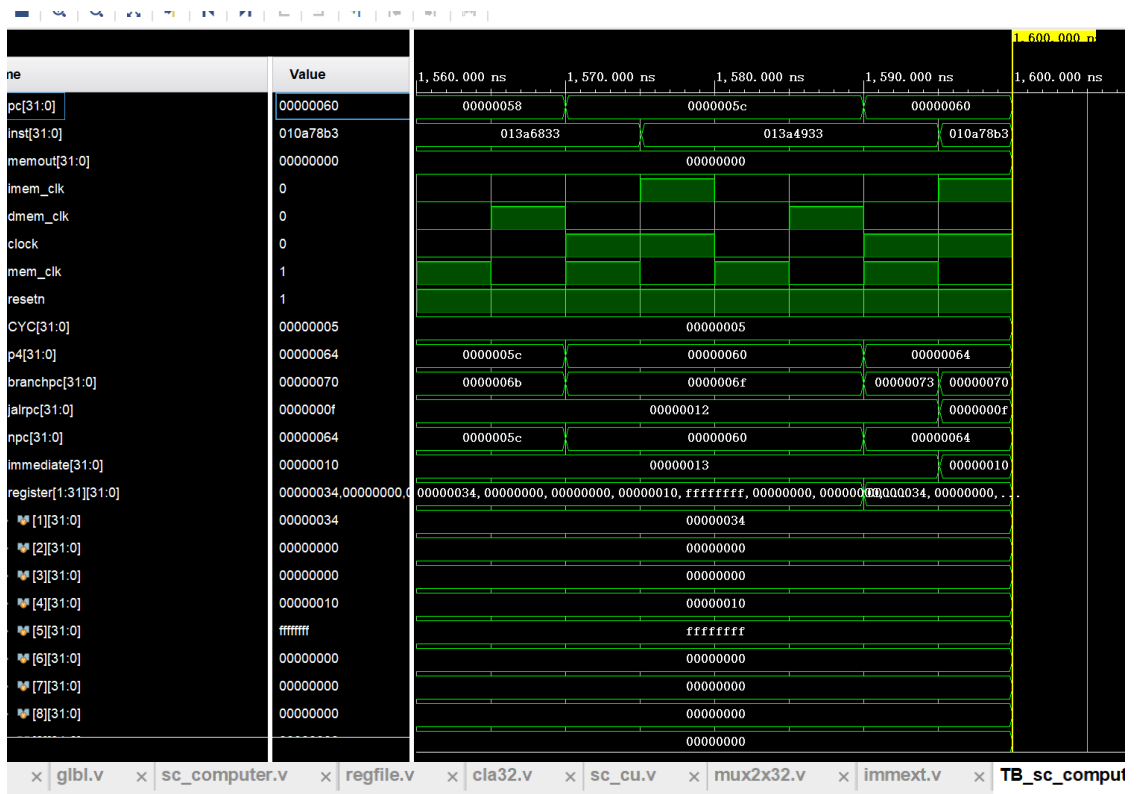 1,600.000 ns
ne Value 1,560.000 ns 1,570.000 ns 1,580.000 ns 1,590.000 ns 1,600.000 ns
pc[31:0] 00000060 00000058 0000005c 00000060
inst[31:0] 010a78b3 013a6833 013a4933 010a78b3
memout[31:0] 00000000 00000000
imem_clk 0
dmem_clk 0
clock 0
mem_clk 1
resetn 1
CYC[31:0] 00000005 00000005
p4[31:0] 00000064 0000005c 00000060 00000064
branchpc[31:0] 00000070 0000006b 0000006f 00000073 00000070
jalrpc[31:0] 0000000f 00000012 0000000f
npc[31:0] 00000064 0000005c 00000060 00000064
immediate[31:0] 00000010 00000013 00000010
register[1:31][31:0] 00000034,00000000,0 00000034,00000000,00000000,00000010,ffffffff,00000000,000000 00000034,00000000,...
[1][31:0] 00000034 00000034
[2][31:0] 00000000 00000000
[3][31:0] 00000000 00000000
[4][31:0] 00000010 00000010
[5][31:0] ffffffff ffffffff
[6][31:0] 00000000 00000000
[7][31:0] 00000000 00000000
[8][31:0] 00000000 00000000
00000000
× glbl.v × sc_computer.v × regfile.v × cla32.v × sc_cu.v × mux2x32.v × immext.v × TB_sc_comput